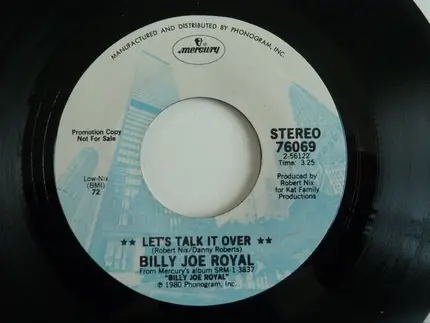 MANUFACTURED AND DISTRIBUTED BY PHONOGRAM, INC.
mercury
Promotion Copy
Not For Sale
STEREO
76069
2-56122
Time: 3:25
Low-Nix
(BMI)
72
Produced by
Robert Nix
for Kat Family
Productions
** LET'S TALK IT OVER **
(Robert Nix/Danny Roberts)
BILLY JOE ROYAL
From Mercury's album SRM-1-3837
"BILLY JOE ROYAL"
℗ 1980 Phonogram, Inc.